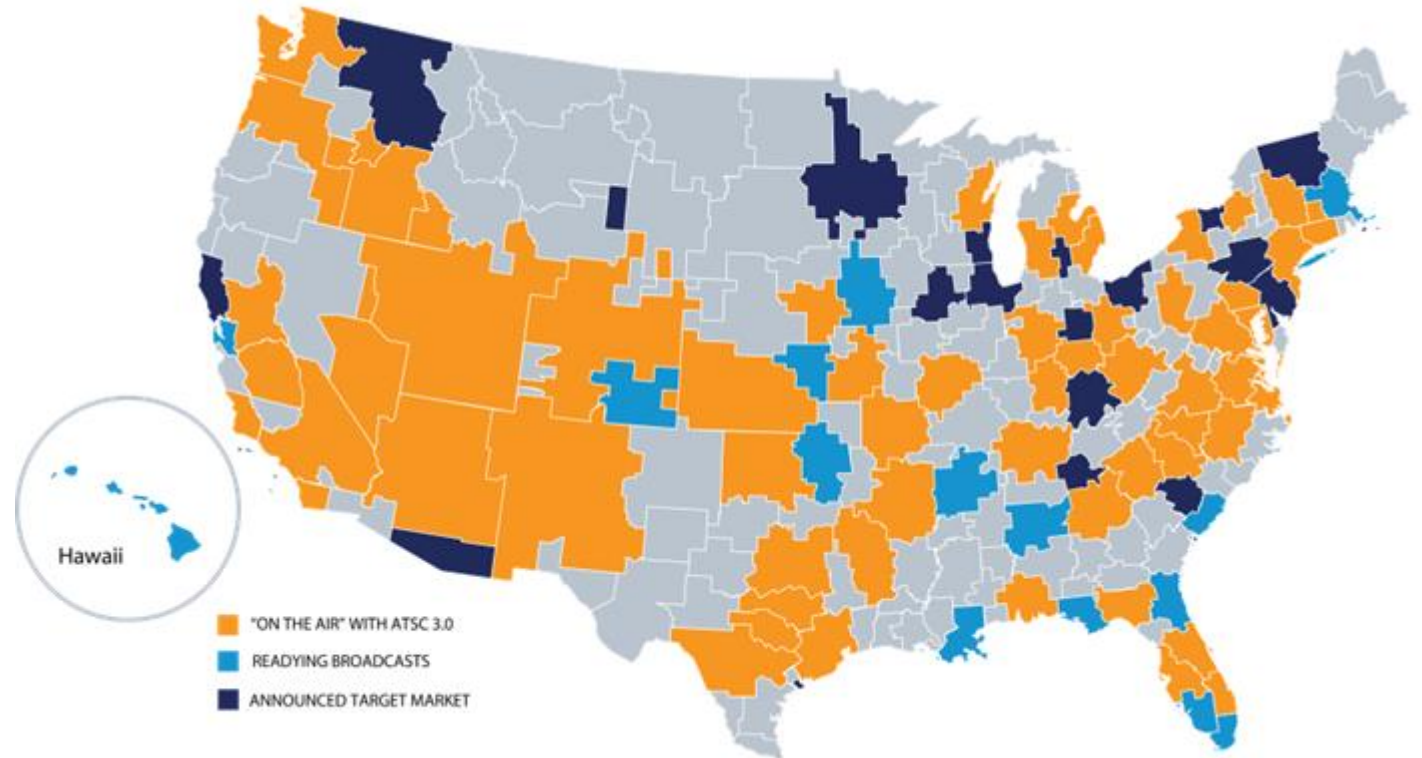 Hawaii
"ON THE AIR" WITH ATSC 3.0
READYING BROADCASTS
ANNOUNCED TARGET MARKET